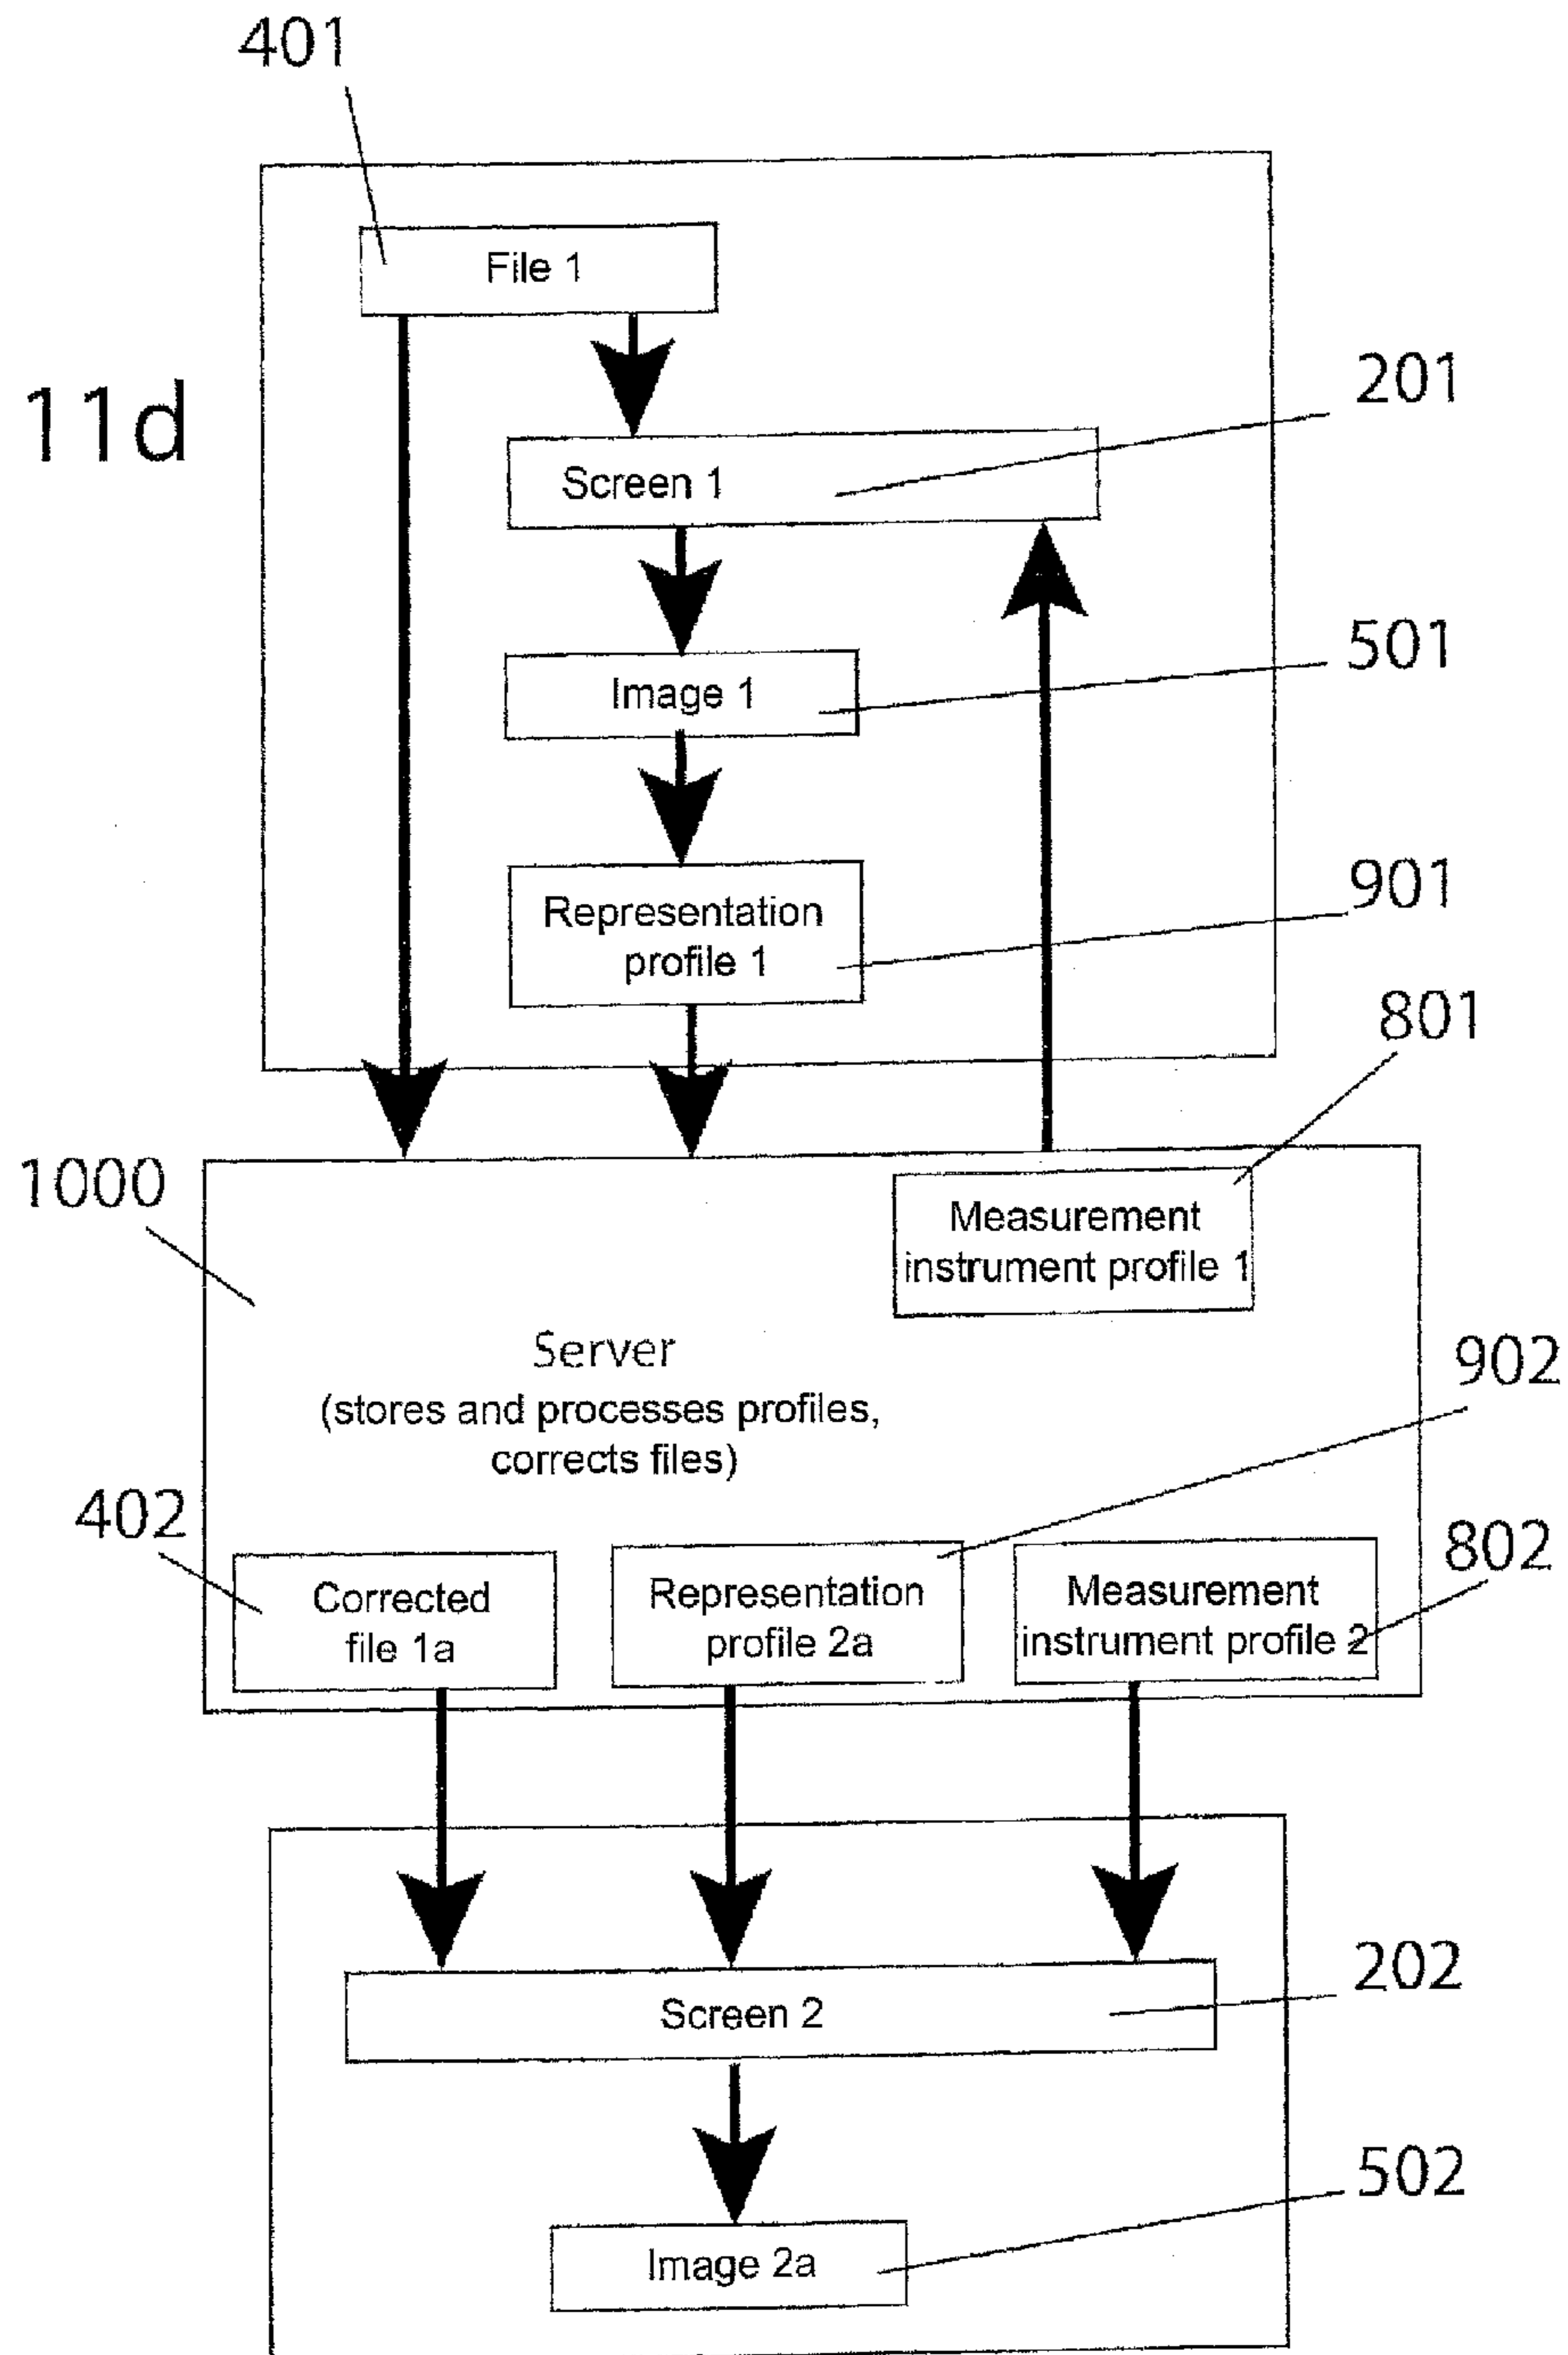 401
File 1
11d
201
Screen 1
501
Image 1
901
Representation
profile 1
801
1000
Measurement
instrument profile 1
Server
(stores and processes profiles,
corrects files)
902
402
802
Corrected
file 1a
Representation
profile 2a
Measurement
instrument profile 2
202
Screen 2
502
Image 2a